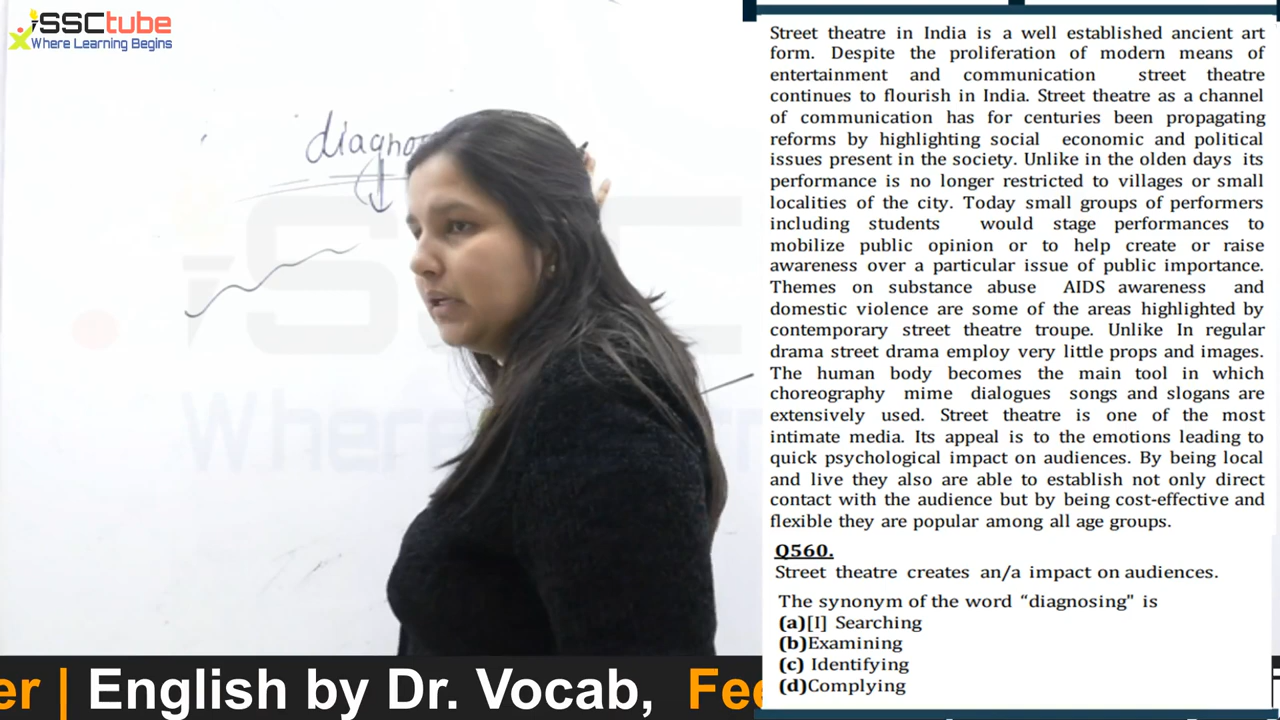 SSCtube
Where Learning Begins
diagno
Street theatre in India is a well established ancient art
form. Despite the proliferation of modern means of
entertainment and communication street theatre
continues to flourish in India. Street theatre as a channel
of communication has for centuries been propagating
reforms by highlighting social economic and political
issues present in the society. Unlike in the olden days its
performance is no longer restricted to villages or small
localities of the city. Today small groups of performers
including students would stage performances to
mobilize public opinion or to help create or raise
awareness over a particular issue of public importance.
Themes on substance abuse AIDS awareness and
domestic violence are some of the areas highlighted by
contemporary street theatre troupe. Unlike In regular
drama street drama employ very little props and images.
The human body becomes the main tool in which
choreography mime dialogues songs and slogans are
extensively used. Street theatre is one of the most
intimate media. Its appeal is to the emotions leading to
quick psychological impact on audiences. By being local
and live they also are able to establish not only direct
contact with the audience but by being cost-effective and
flexible they are popular among all age groups.
Q560.
Street theatre creates an/a impact on audiences.
The synonym of the word “diagnosing" is
(a)[I] Searching
(b)Examining
(c) Identifying
(d)Complying
er | English by Dr. Vocab, Fee